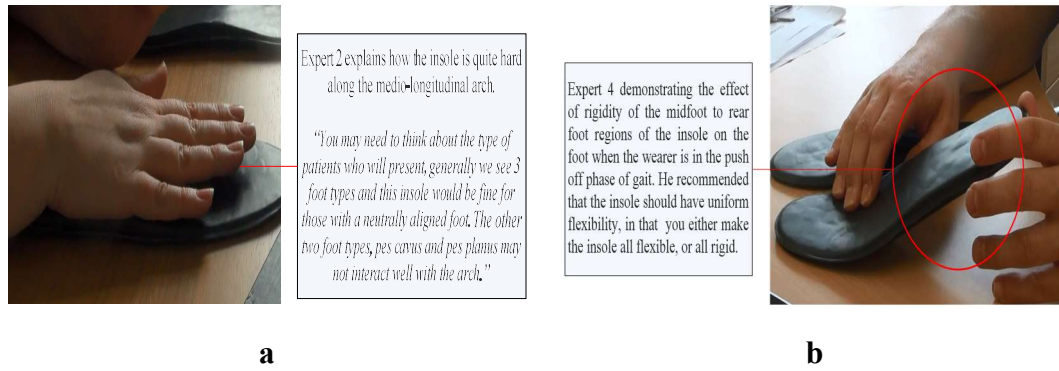 Expert 2 explains how the insole is quite hard
along the medio-longitudinal arch.
“You may need to think about the type of
patients who will present, generally we see 3
foot types and this insole would be fine for
those with a neutrally aligned foot. The other
two foot types, pes cavus and pes planus may
not interact well with the arch.”
Expert 4 demonstrating the effect
of rigidity of the midfoot to rear
foot regions of the insole on the
foot when the wearer is in the push
off phase of gait. He recommended
that the insole should have uniform
flexibility, in that you either make
the insole all flexible, or all rigid.
a
b